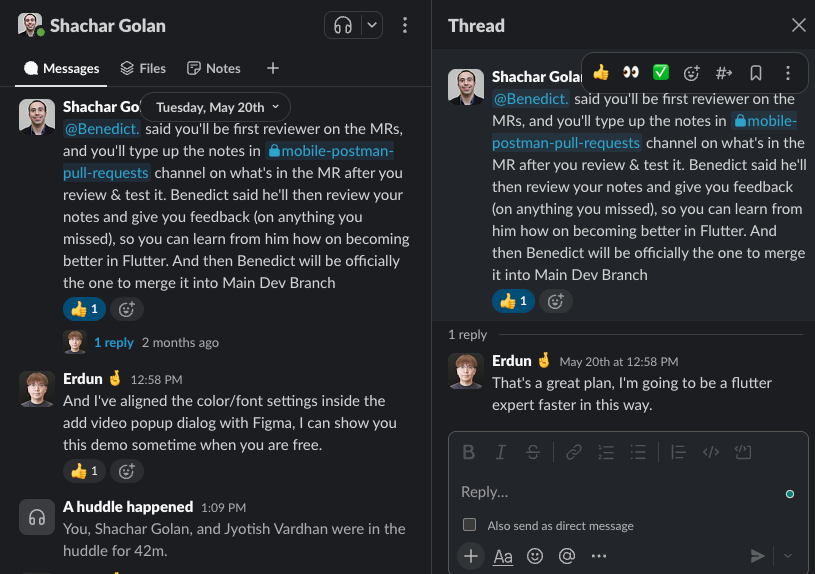 Shachar Golan
Messages
Files
Notes
Shachar Go
Tuesday, May 20th
@Benedict. said you'll be first reviewer on the MRs,
and you'll type up the notes in mobile-postman-
pull-requests channel on what's in the MR after you
review & test it. Benedict said he'll then review your
notes and give you feedback (on anything you
missed), so you can learn from him how on becoming
better in Flutter. And then Benedict will be officially
the one to merge it into Main Dev Branch
1
1 reply 2 months ago
Erdun 12:58 PM
And I've aligned the color/font settings inside the
add video popup dialog with Figma, I can show you
this demo sometime when you are free.
1
A huddle happened 1:09 PM
You, Shachar Golan, and Jyotish Vardhan were in the
huddle for 42m.
Thread
Shachar Gola
@Benedict. said you'll be first reviewer on the
MRs, and you'll type up the notes in mobile-
postman-pull-requests channel on what's in the
MR after you review & test it. Benedict said he'll
then review your notes and give you feedback
(on anything you missed), so you can learn from
him how on becoming better in Flutter. And
then Benedict will be officially the one to merge
it into Main Dev Branch
1
1 reply
Erdun May 20th at 12:58 PM
That's a great plan, I'm going to be a flutter
expert faster in this way.
B I S
Reply...
Also send as direct message
Aa